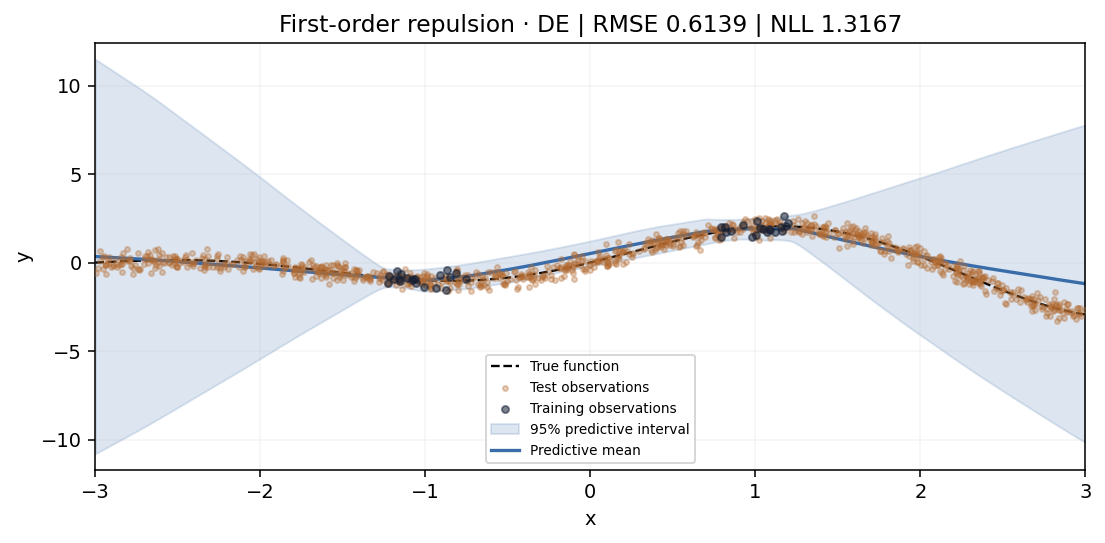 First-order repulsion · DE | RMSE 0.6139 | NLL 1.3167
10
5
0
−5
−10
y
True function
Test observations
Training observations
95% predictive interval
Predictive mean
−3 −2 −1 0 1 2 3
x